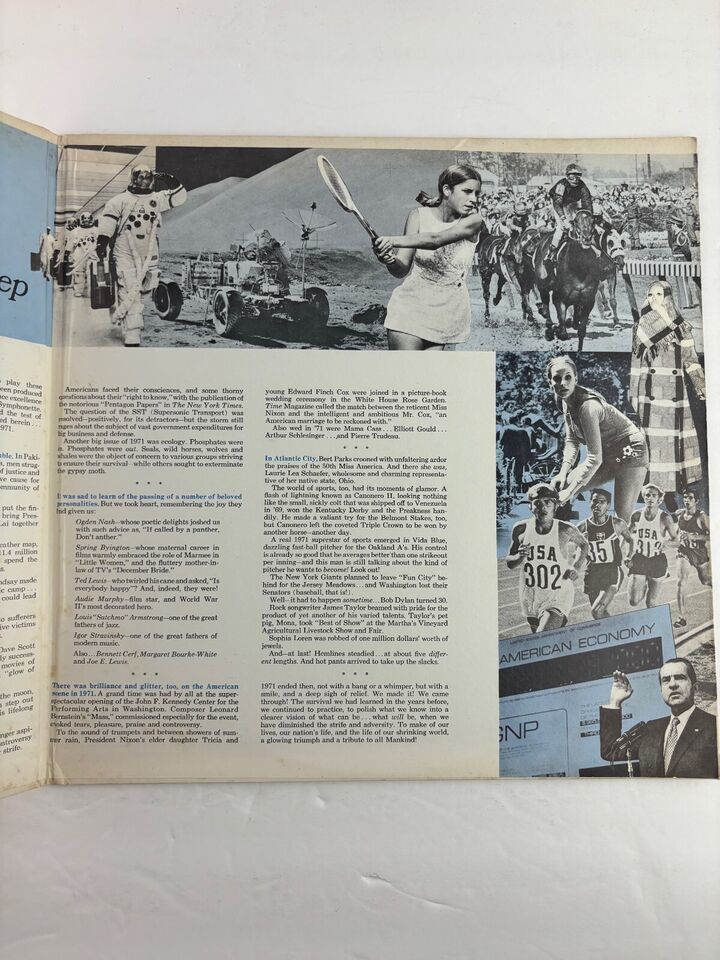 ep
play these
been produced
ce excellence
Symphonette.
d the test of
ed herein . . .
971.
ble. In Paki-
s, men strug-
f justice and
ve cause for
mmunity of
put the fin-
bring Pres-
Lai together
eather map,
1.4 million
spend the
ndsay made
c camp . . .
could lead
o sufferers
ve victims
Dave Scott
ly success-
movies of
"glow of
the moon,
step out
s lifelong
nger aspi-
ntroversy
strife.
Americans faced their consciences, and some thorny
questions about their "right to know," with the publication of
the notorious "Pentagon Papers" in The New York Times.
The question of the SST (Supersonic Transport) was
resolved—positively, for its detractors—but the storm still
rages about the subject of vast government expenditures for
big business and defense.
Another big issue of 1971 was ecology. Phosphates were
in. Phosphates were out. Seals, wild horses, wolves and
whales were the object of concern to various groups striving
to ensure their survival—while others sought to exterminate
the gypsy moth.
* * *
It was sad to learn of the passing of a number of beloved
personalities. But we took heart, remembering the joy they
had given us:
Ogden Nash—whose poetic delights joshed us
with such advice as, "If called by a panther,
Don't anther."
Spring Byington—whose maternal career in
films warmly embraced the role of Marmee in
"Little Women," and the fluttery mother-in-
law of TV's "December Bride."
Ted Lewis—who twirled his cane and asked, "Is
everybody happy"? And, indeed, they were!
Audie Murphy—film star, and World War
II's most decorated hero.
Louis "Satchmo" Armstrong—one of the great
fathers of jazz.
Igor Stravinsky—one of the great fathers of
modern music.
Also . . . Bennett Cerf, Margaret Bourke-White
and Joe E. Lewis.
* * *
There was brilliance and glitter, too, on the American
scene in 1971. A grand time was had by all at the super-
spectacular opening of the John F. Kennedy Center for the
Performing Arts in Washington. Composer Leonard
Bernstein's "Mass," commissioned especially for the event,
evoked tears, pleasure, praise and controversy.
To the sound of trumpets and between showers of sum-
mer rain, President Nixon's elder daughter Tricia and
young Edward Finch Cox were joined in a picture-book
wedding ceremony in the White House Rose Garden.
Time Magazine called the match between the reticent Miss
Nixon and the intelligent and ambitious Mr. Cox, "an
American marriage to be reckoned with."
Also wed in '71 were Mama Cass . . . Elliott Gould . . .
Arthur Schlesinger . . . and Pierre Trudeau.
* * *
In Atlantic City, Bert Parks crooned with unfaltering ardor
the praises of the 50th Miss America. And there she was,
Laurie Lea Schaefer, wholesome and charming representa-
tive of her native state, Ohio.
The world of sports, too, had its moments of glamor. A
flash of lightning known as Canonero II, looking nothing
like the small, sickly colt that was shipped off to Venezuela
in '69, won the Kentucky Derby and the Preakness han-
dily. He made a valiant try for the Belmont Stakes, too,
but Canonero left the coveted Triple Crown to be won by
another horse—another day.
A real 1971 superstar of sports emerged in Vida Blue,
dazzling fast-ball pitcher for the Oakland A's. His control
is already so good that he averages better than one strikeout
per inning—and this man is still talking about the kind of
pitcher he wants to become! Look out!
The New York Giants planned to leave "Fun City" be-
hind for the Jersey Meadows . . . and Washington lost their
Senators (baseball, that is!).
Well—it had to happen sometime . . . Bob Dylan turned 30.
Rock songwriter James Taylor beamed with pride for the
product of yet another of his varied talents. Taylor's pet
pig, Mona, took "Best of Show" at the Martha's Vineyard
Agricultural Livestock Show and Fair.
Sophia Loren was robbed of one million dollars' worth of
jewels.
And—at last! Hemlines steadied . . . at about five differ-
ent lengths. And hot pants arrived to take up the slacks.
* * *
1971 ended then, not with a bang or a whimper, but with a
smile, and a deep sigh of relief. We made it! We came
through! The survival we had learned in the years before,
we continued to practice, to polish what we know into a
clearer vision of what can be . . . what will be, when we
have diminished the strife and adversity. To make of our
lives, our nation's life, and the life of our shrinking world,
a glowing triumph and a tribute to all Mankind!
USA
302
35
USA
313
UNITED STATES DEPARTMENT OF COMMERCE
AMERICAN ECONOMY
GNP